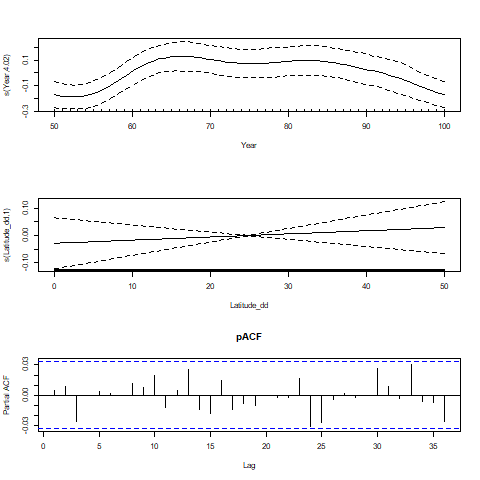 s(Year,4.02)
0.1
-0.1
-0.3
50 60 70 80 90 100
Year
s(Latitude_dd,1)
0.10
0.00
-0.10
0 10 20 30 40 50
Latitude_dd
pACF
Partial ACF
0.03
0.00
-0.03
0 5 10 15 20 25 30 35
Lag